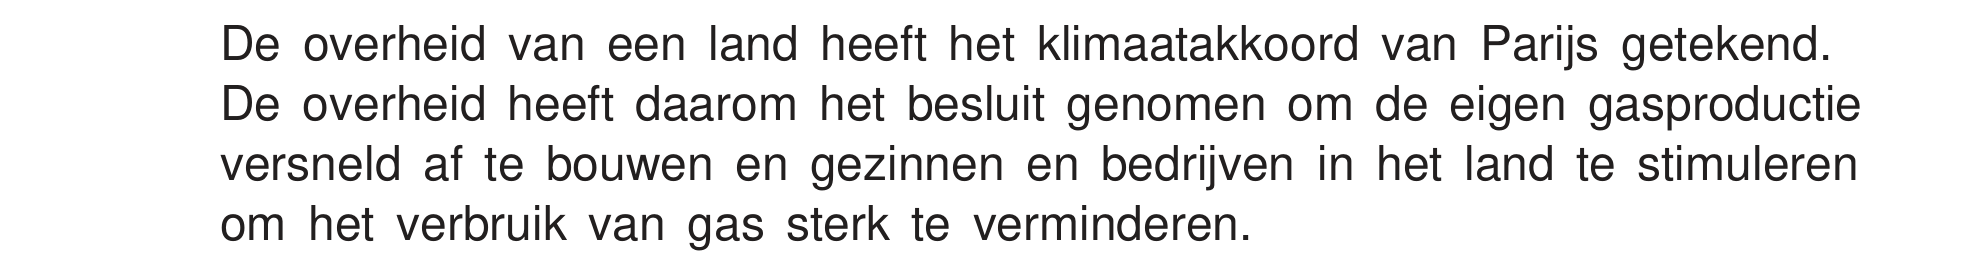 De overheid van een land heeft het klimaatakkoord van Parijs getekend.
De overheid heeft daarom het besluit genomen om de eigen gasproductie
versneld af te bouwen en gezinnen en bedrijven in het land te stimuleren
om het verbruik van gas sterk te verminderen.